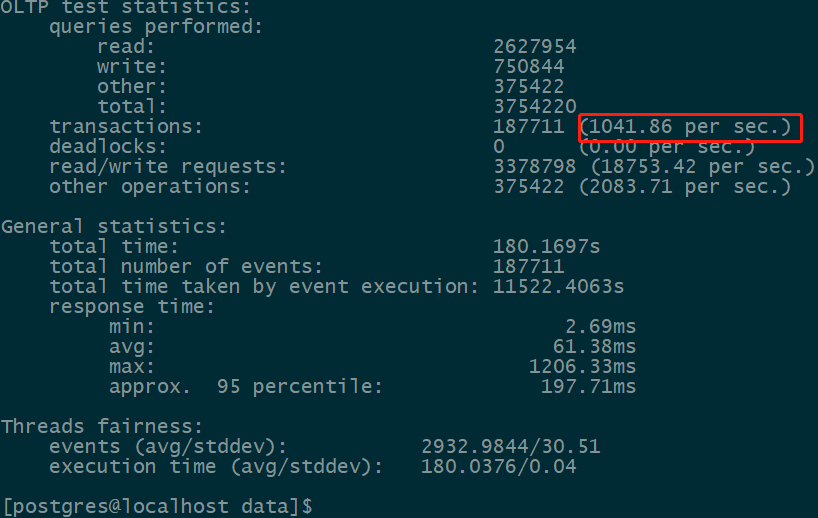 OLTP test statistics:
    queries performed:
        read:                            2627954
        write:                           750844
        other:                           375422
        total:                           3754220
    transactions:                        187711 (1041.86 per sec.)
    deadlocks:                           0      (0.00 per sec.)
    read/write requests:                 3378798 (18753.42 per sec.)
    other operations:                    375422 (2083.71 per sec.)
General statistics:
    total time:                          180.1697s
    total number of events:              187711
    total time taken by event execution: 11522.4063s
    response time:
         min:                                  2.69ms
         avg:                                 61.38ms
         max:                               1206.33ms
         approx.  95 percentile:             197.71ms
Threads fairness:
    events (avg/stddev):           2932.9844/30.51
    execution time (avg/stddev):   180.0376/0.04
[postgres@localhost data]$